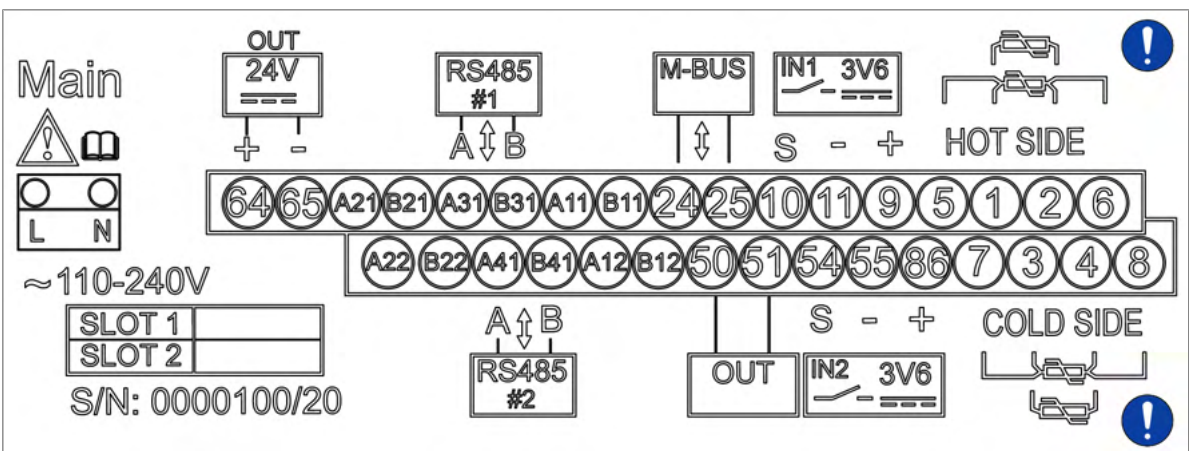 Main
L N
~110-240V
SLOT 1
SLOT 2
S/N: 0000100/20
OUT
24V
+ -
RS485
#1
A B
M-BUS
IN1 3V6
S - +
HOT SIDE
64 65 A21 B21 A31 B31 A11 B11 24 25 10 11 9 5 1 2 6
A22 B22 A41 B41 A12 B12 50 51 54 55 86 7 3 4 8
A B
RS485
#2
OUT
S - +
IN2 3V6
COLD SIDE